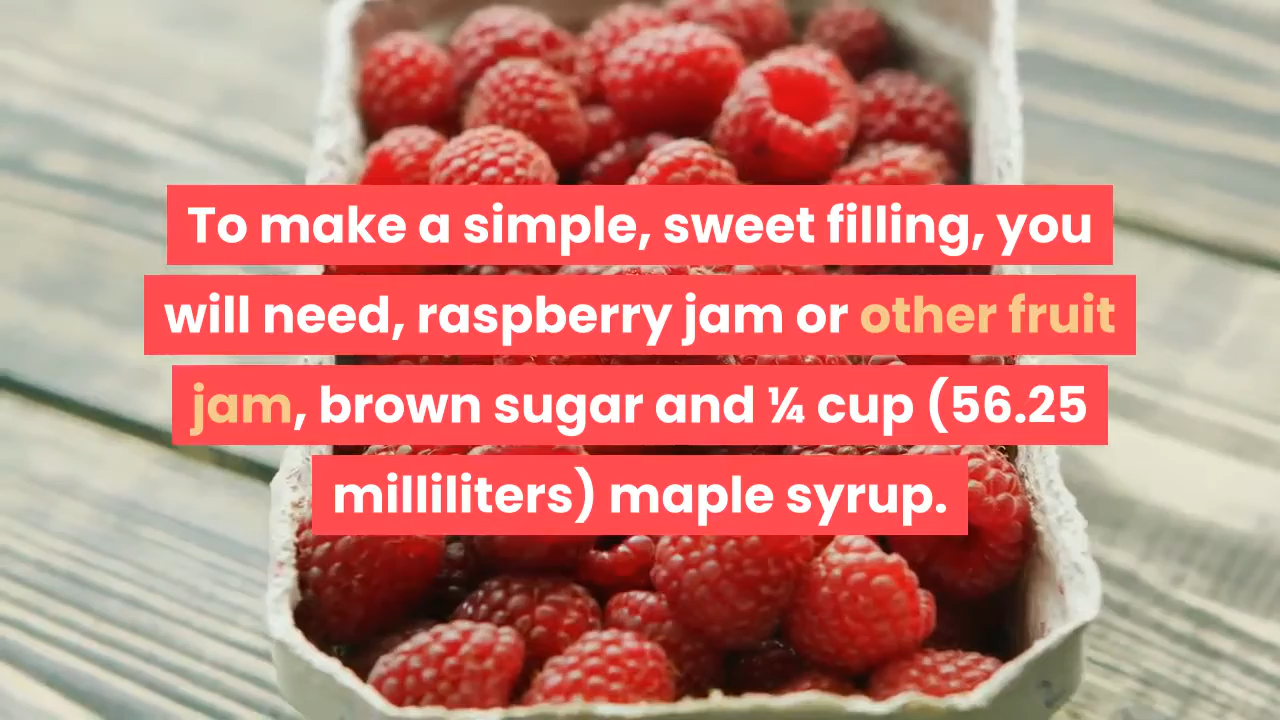 To make a simple, sweet filling, you
will need, raspberry jam or other fruit
jam, brown sugar and ¼ cup (56.25
milliliters) maple syrup.